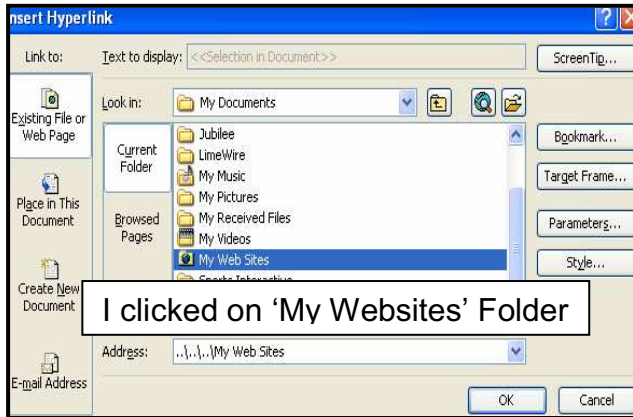 nsert Hyperlink
Link to:
Text to display: <<Selection in Document>>
ScreenTip...
Existing File or
Web Page
Look in: My Documents
Current
Folder
Jubilee
LimeWire
My Music
My Pictures
My Received Files
My Videos
My Web Sites
Sports Interactive
Bookmark...
Target Frame...
Place in This
Document
Browsed
Pages
Parameters...
Style...
Create New
Document
I clicked on ‘My Websites’ Folder
Address: ..\..\..\My Web Sites
E-mail Address
OK
Cancel